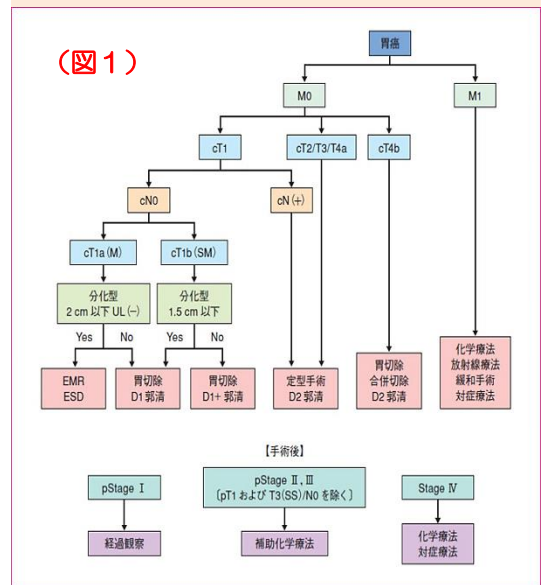 (図1)
胃癌
M0
M1
cT1
cT2/T3/T4a
cT4b
cN0
cN(+)
cT1a(M)
cT1b(SM)
分化型
2 cm 以下 UL(−)
分化型
1.5 cm 以下
Yes
No
Yes
No
EMR
ESD
胃切除
D1 郭清
胃切除
D1+ 郭清
定型手術
D2 郭清
胃切除
合併切除
D2 郭清
化学療法
放射線療法
緩和手術
対症療法
【手術後】
pStage Ⅰ
pStage Ⅱ, Ⅲ
〔pT1 および T3(SS)/N0 を除く〕
Stage Ⅳ
経過観察
補助化学療法
化学療法
対症療法